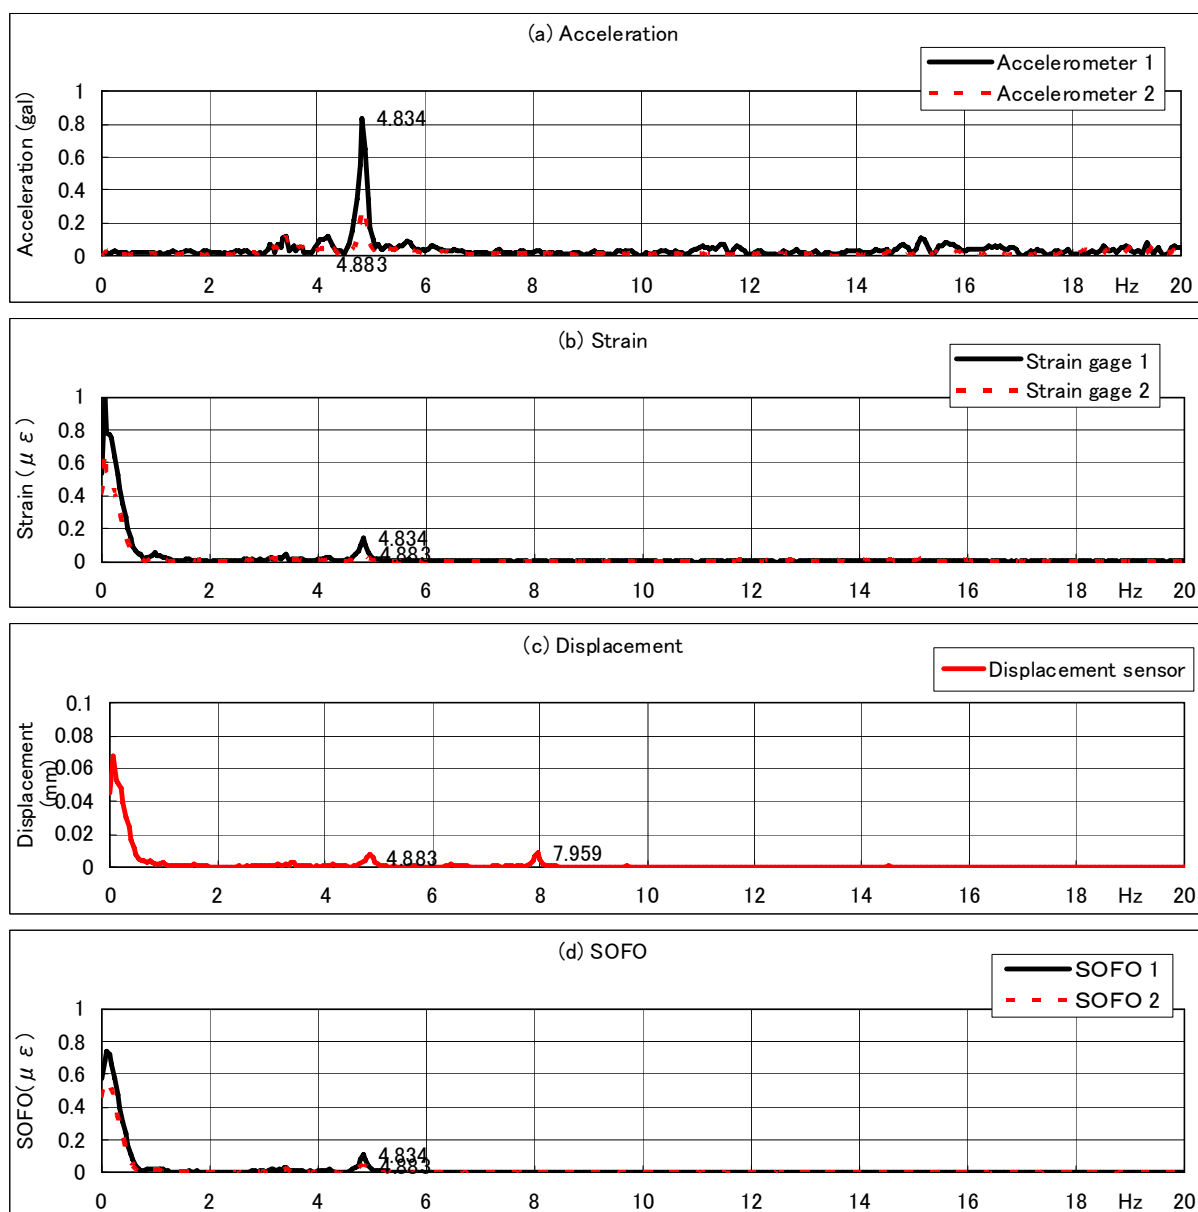 (a) Acceleration
Accelerometer 1
Accelerometer 2
Acceleration (gal)
1
0.8
0.6
0.4
0.2
0
4.834
4.883
0 2 4 6 8 10 12 14 16 18 Hz 20
(b) Strain
Strain gage 1
Strain gage 2
Strain ( μ ε )
1
0.8
0.6
0.4
0.2
0
4.834
4.883
0 2 4 6 8 10 12 14 16 18 Hz 20
(c) Displacement
Displacement sensor
Displacement
(mm)
0.1
0.08
0.06
0.04
0.02
0
4.883
7.959
0 2 4 6 8 10 12 14 16 18 Hz 20
(d) SOFO
SOFO 1
SOFO 2
SOFO( μ ε )
1
0.8
0.6
0.4
0.2
0
4.834
4.883
0 2 4 6 8 10 12 14 16 18 Hz 20